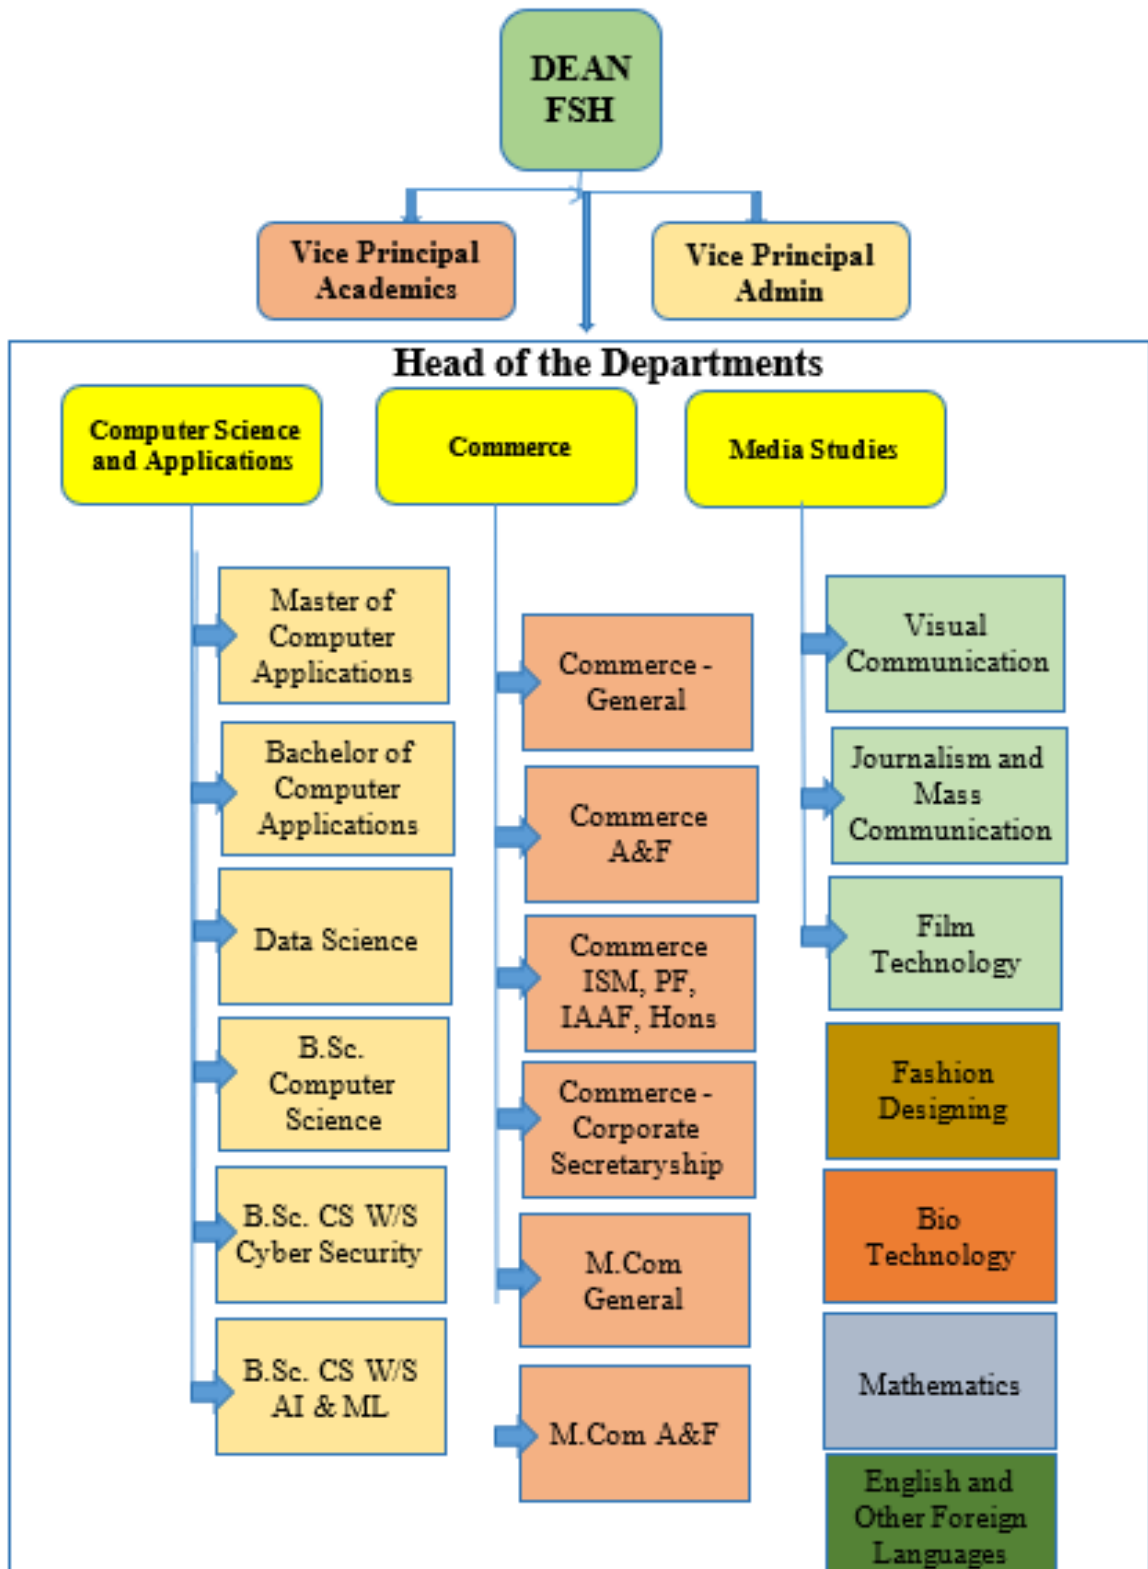 DEAN
FSH
Vice Principal
Academics
Vice Principal
Admin
Head of the Departments
Computer Science
and Applications
Commerce
Media Studies
Master of
Computer
Applications
Bachelor of
Computer
Applications
Data Science
B.Sc.
Computer
Science
B.Sc. CS W/S
Cyber Security
B.Sc. CS W/S
AI & ML
Commerce -
General
Commerce
A&F
Commerce
ISM, PF,
IAAF, Hons
Commerce -
Corporate
Secretaryship
M.Com
General
M.Com A&F
Visual
Communication
Journalism and
Mass
Communication
Film
Technology
Fashion
Designing
Bio
Technology
Mathematics
English and
Other Foreign
Languages